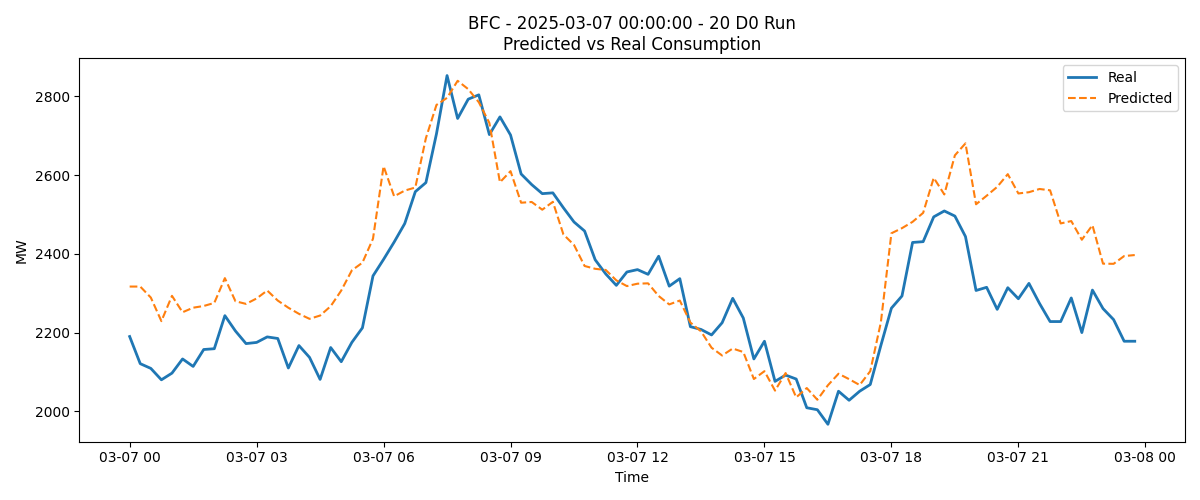 BFC - 2025-03-07 00:00:00 - 20 D0 Run
Predicted vs Real Consumption
Real
Predicted
MW
2800
2600
2400
2200
2000
03-07 00
03-07 03
03-07 06
03-07 09
03-07 12
03-07 15
03-07 18
03-07 21
03-08 00
Time